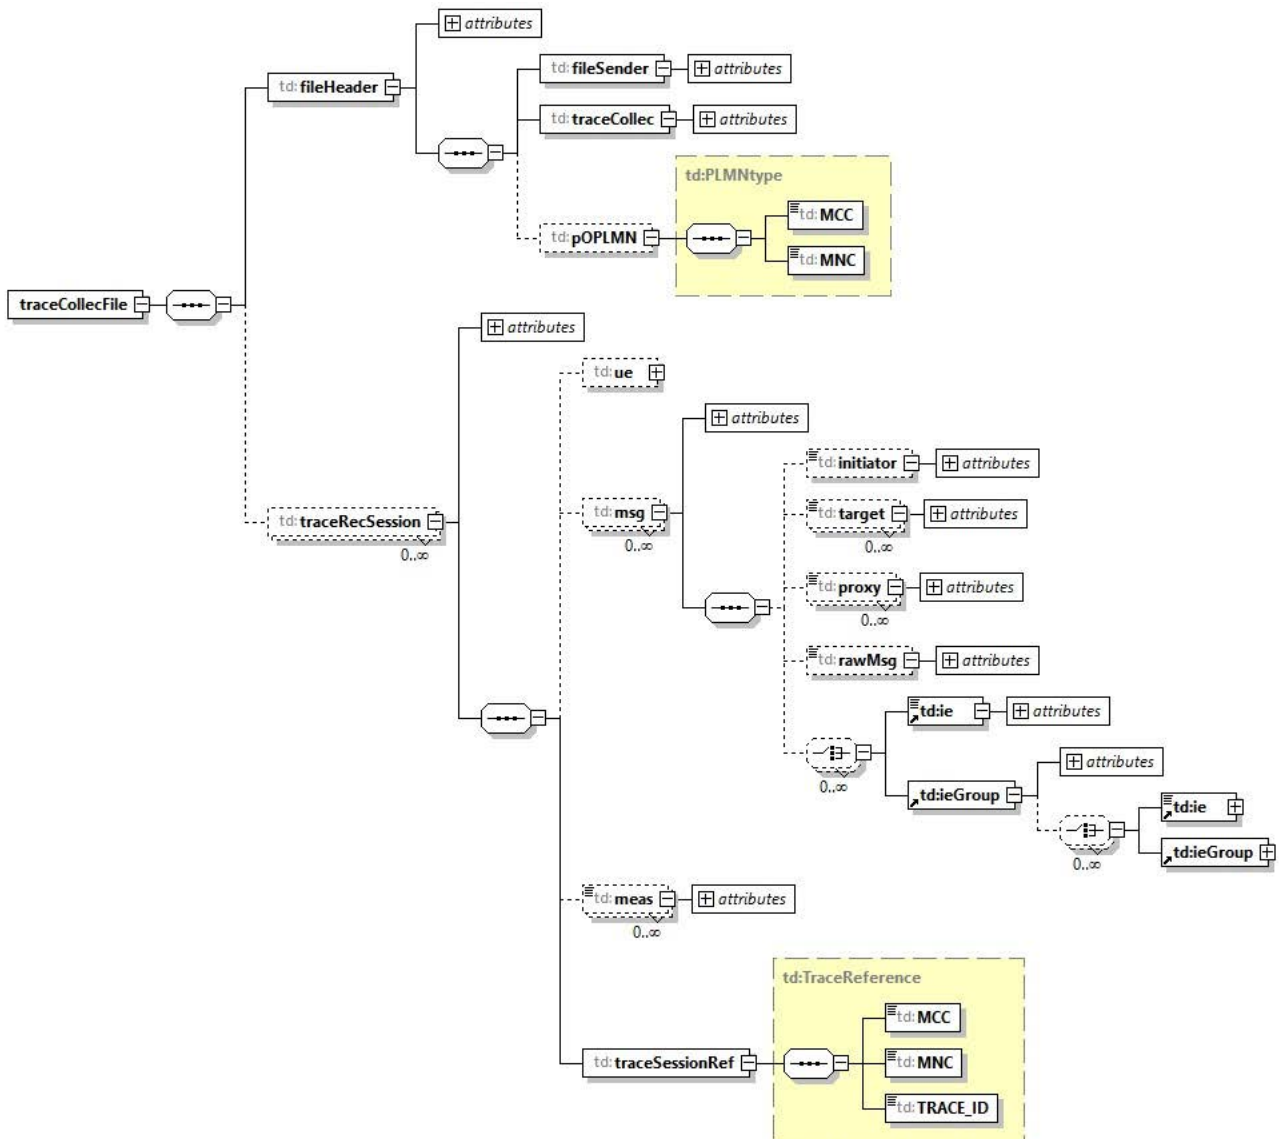 attributes
td:fileSender
attributes
td:fileHeader
td:traceCollec
attributes
td:PLMNtype
td:MCC
td:pOPLMN
td:MNC
traceCollecFile
attributes
td:ue
attributes
td:initiator
attributes
td:traceRecSession
0..∞
td:msg
0..∞
td:target
attributes
0..∞
td:proxy
attributes
0..∞
td:rawMsg
attributes
td:ie
attributes
0..∞
attributes
td:ieGroup
td:ie
0..∞
td:ieGroup
td:meas
attributes
0..∞
td:TraceReference
td:MCC
td:traceSessionRef
td:MNC
td:TRACE_ID